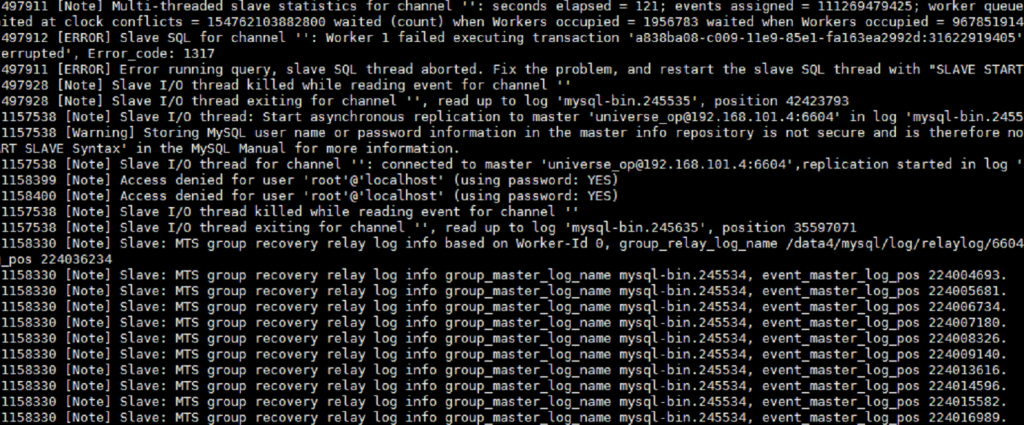 497911 [Note] Multi-threaded slave statistics for channel '': seconds elapsed = 121; events assigned = 111269479425; worker queue
ited at clock conflicts = 154762103882800 waited (count) when Workers occupied = 1956783 waited when Workers occupied = 967851914
497912 [ERROR] Slave SQL for channel '': Worker 1 failed executing transaction 'a838ba08-c009-11e9-85e1-fa163ea2992d:31622919405'
errupted', Error_code: 1317
497911 [ERROR] Error running query, slave SQL thread aborted. Fix the problem, and restart the slave SQL thread with "SLAVE START
497928 [Note] Slave I/O thread killed while reading event for channel ''
497928 [Note] Slave I/O thread exiting for channel '', read up to log 'mysql-bin.245535', position 42423793
1157538 [Note] Slave I/O thread: Start asynchronous replication to master 'universe_op@192.168.101.4:6604' in log 'mysql-bin.2455
1157538 [Warning] Storing MySQL user name or password information in the master info repository is not secure and is therefore no
RT SLAVE Syntax' in the MySQL Manual for more information.
1157538 [Note] Slave I/O thread for channel '': connected to master 'universe_op@192.168.101.4:6604',replication started in log '
1158399 [Note] Access denied for user 'root'@'localhost' (using password: YES)
1158400 [Note] Access denied for user 'root'@'localhost' (using password: YES)
1157538 [Note] Slave I/O thread killed while reading event for channel ''
1157538 [Note] Slave I/O thread exiting for channel '', read up to log 'mysql-bin.245635', position 35597071
1158330 [Note] Slave: MTS group recovery relay log info based on Worker-Id 0, group_relay_log_name /data4/mysql/log/relaylog/6604
_pos 224036234
1158330 [Note] Slave: MTS group recovery relay log info group_master_log_name mysql-bin.245534, event_master_log_pos 224004693.
1158330 [Note] Slave: MTS group recovery relay log info group_master_log_name mysql-bin.245534, event_master_log_pos 224005681.
1158330 [Note] Slave: MTS group recovery relay log info group_master_log_name mysql-bin.245534, event_master_log_pos 224006734.
1158330 [Note] Slave: MTS group recovery relay log info group_master_log_name mysql-bin.245534, event_master_log_pos 224007180.
1158330 [Note] Slave: MTS group recovery relay log info group_master_log_name mysql-bin.245534, event_master_log_pos 224008326.
1158330 [Note] Slave: MTS group recovery relay log info group_master_log_name mysql-bin.245534, event_master_log_pos 224009140.
1158330 [Note] Slave: MTS group recovery relay log info group_master_log_name mysql-bin.245534, event_master_log_pos 224013616.
1158330 [Note] Slave: MTS group recovery relay log info group_master_log_name mysql-bin.245534, event_master_log_pos 224014596.
1158330 [Note] Slave: MTS group recovery relay log info group_master_log_name mysql-bin.245534, event_master_log_pos 224015582.
1158330 [Note] Slave: MTS group recovery relay log info group_master_log_name mysql-bin.245534, event_master_log_pos 224016989.